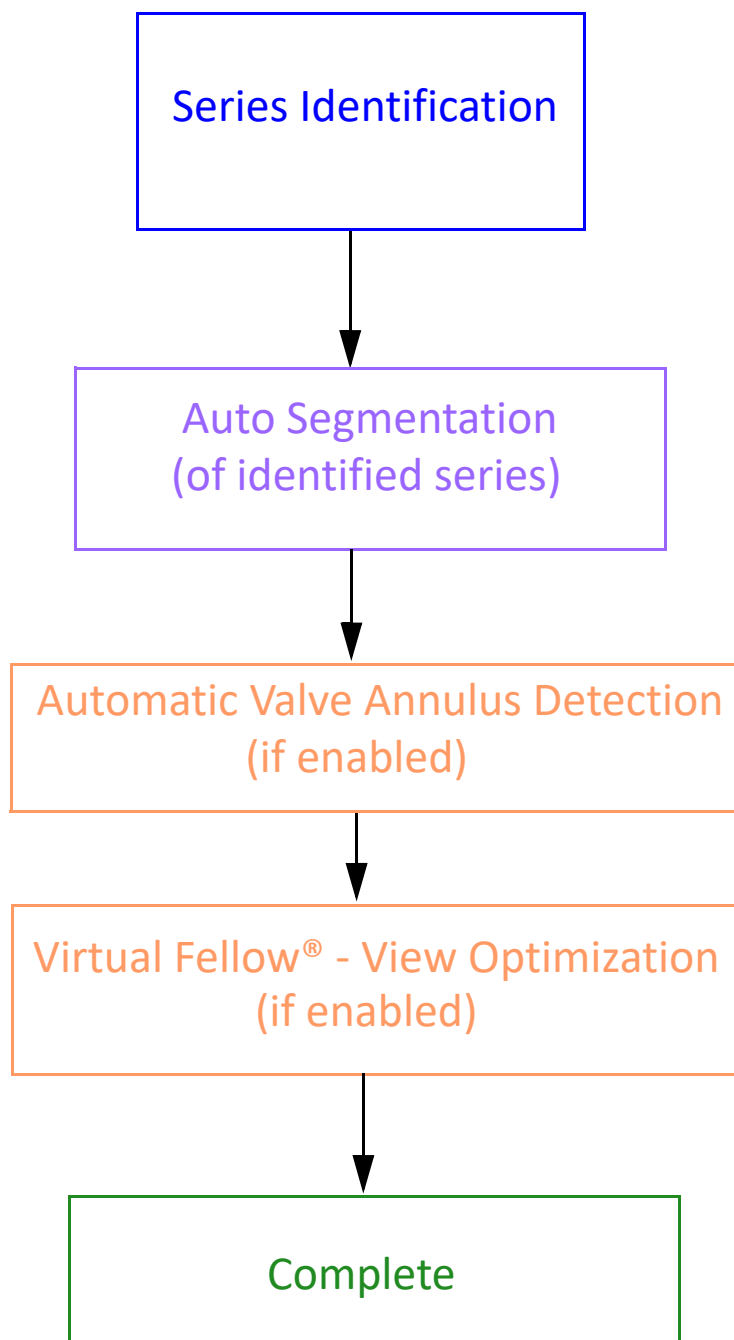 Series Identification
Auto Segmentation
(of identified series)
Automatic Valve Annulus Detection
(if enabled)
Virtual Fellow® - View Optimization
(if enabled)
Complete